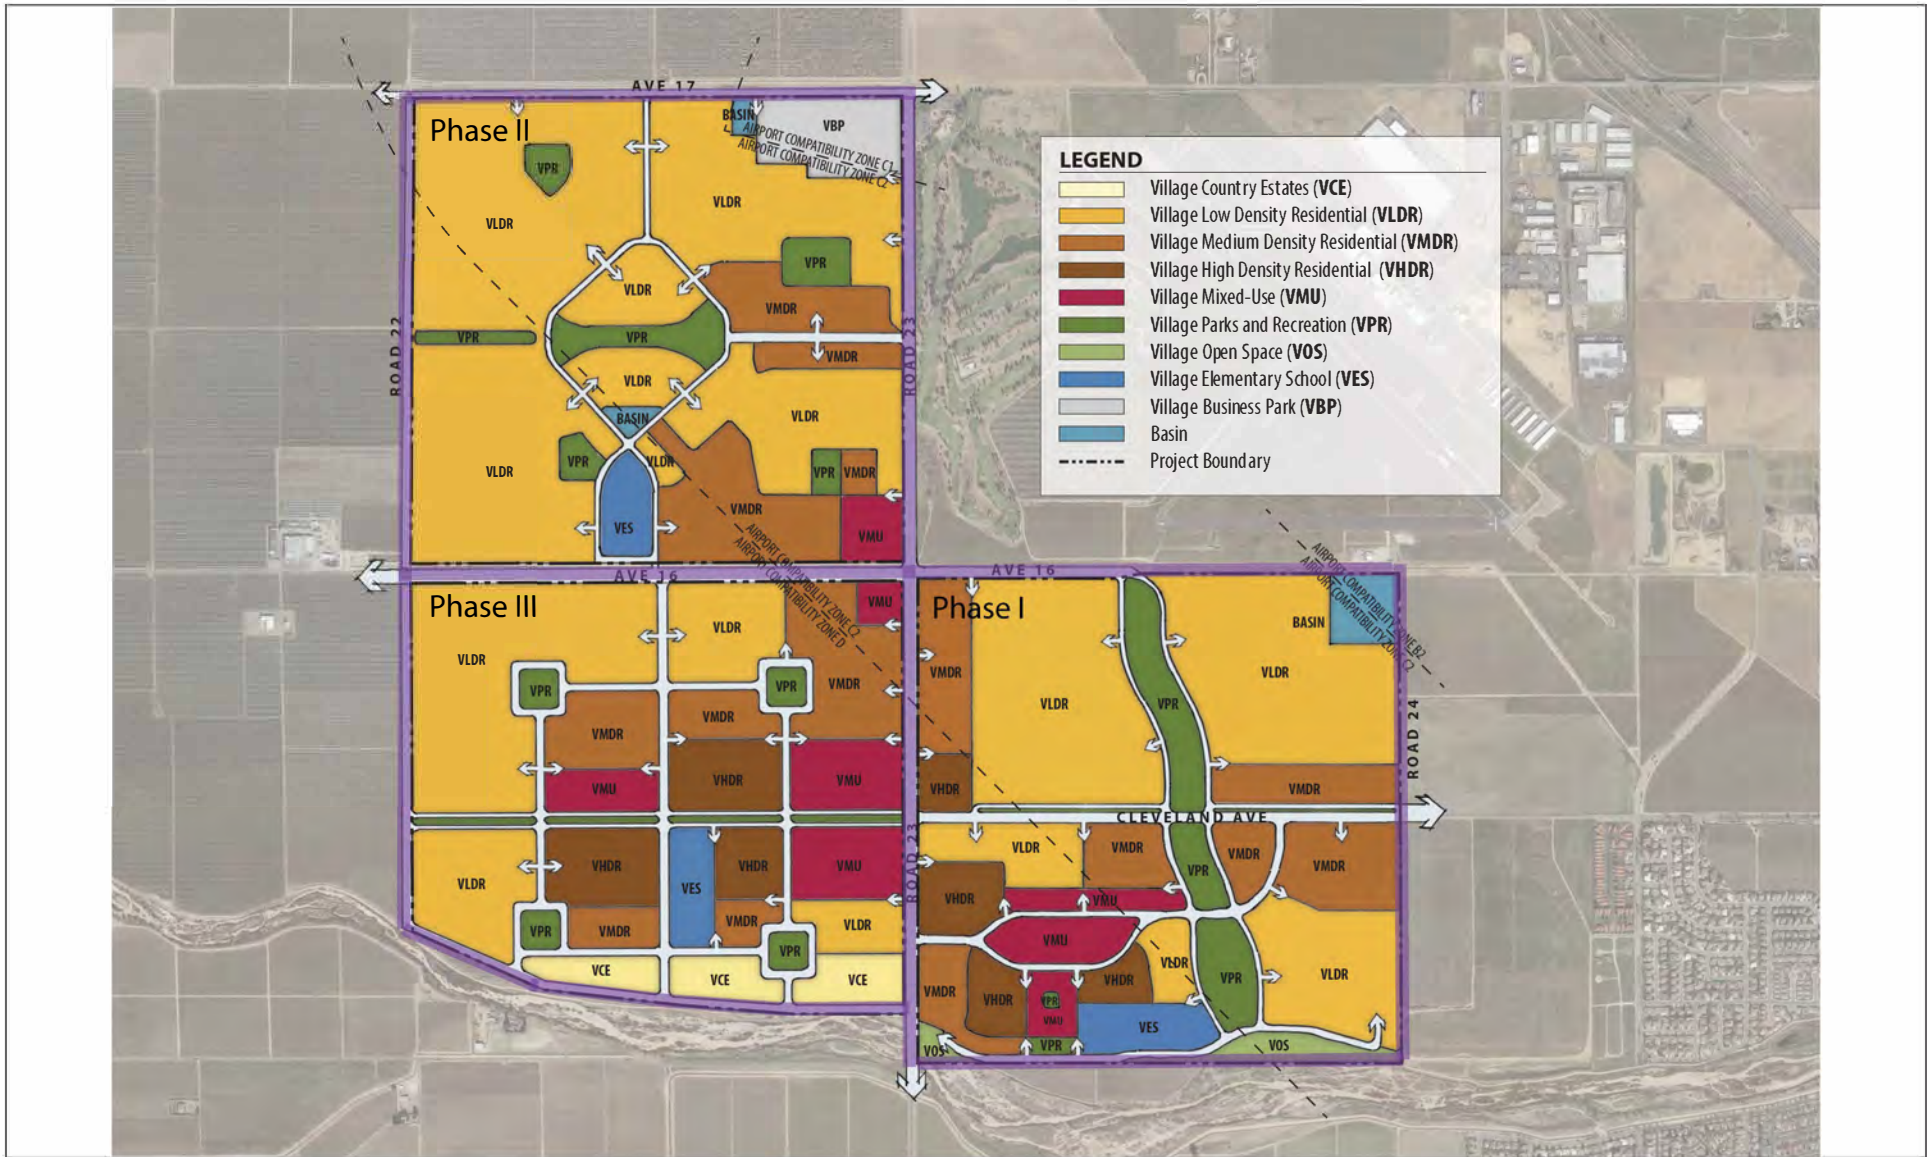 AVE 17
Phase II
BASIN
VBP
AIRPORT COMPATIBILITY ZONE C1
AIRPORT COMPATIBILITY ZONE C2
VPR
VLDR
VLDR
VPR
VLDR
VMDR
ROAD 22
VPR
VPR
ROAD 23
VMDR
VLDR
BASIN
VLDR
VPR
VLDR
VLDR
VPR
VMDR
VES
VMDR
VMU
AIRPORT COMPATIBILITY ZONE C2
AIRPORT COMPATIBILITY ZONE D
AVE 16
Phase III
VLDR
VLDR
VMU
VPR
VPR
VMDR
VMDR
VMDR
VMU
VHDR
VMU
VLDR
VHDR
VES
VHDR
VMU
ROAD 23
VPR
VMDR
VMDR
VLDR
VPR
VCE
VCE
VCE
AVE 16
Phase I
AIRPORT COMPATIBILITY ZONE B2
AIRPORT COMPATIBILITY ZONE C2
BASIN
VMDR
VLDR
VPR
VLDR
ROAD 24
VHDR
VMDR
CLEVELAND AVE
VLDR
VMDR
VPR
VMDR
VMDR
VHDR
VMU
VMU
VLDR
VMDR
VHDR
VPR
VMU
VHDR
VPR
VLDR
VES
VOS
VPR
VOS
LEGEND
Village Country Estates (VCE)
Village Low Density Residential (VLDR)
Village Medium Density Residential (VMDR)
Village High Density Residential (VHDR)
Village Mixed-Use (VMU)
Village Parks and Recreation (VPR)
Village Open Space (VOS)
Village Elementary School (VES)
Village Business Park (VBP)
Basin
Project Boundary